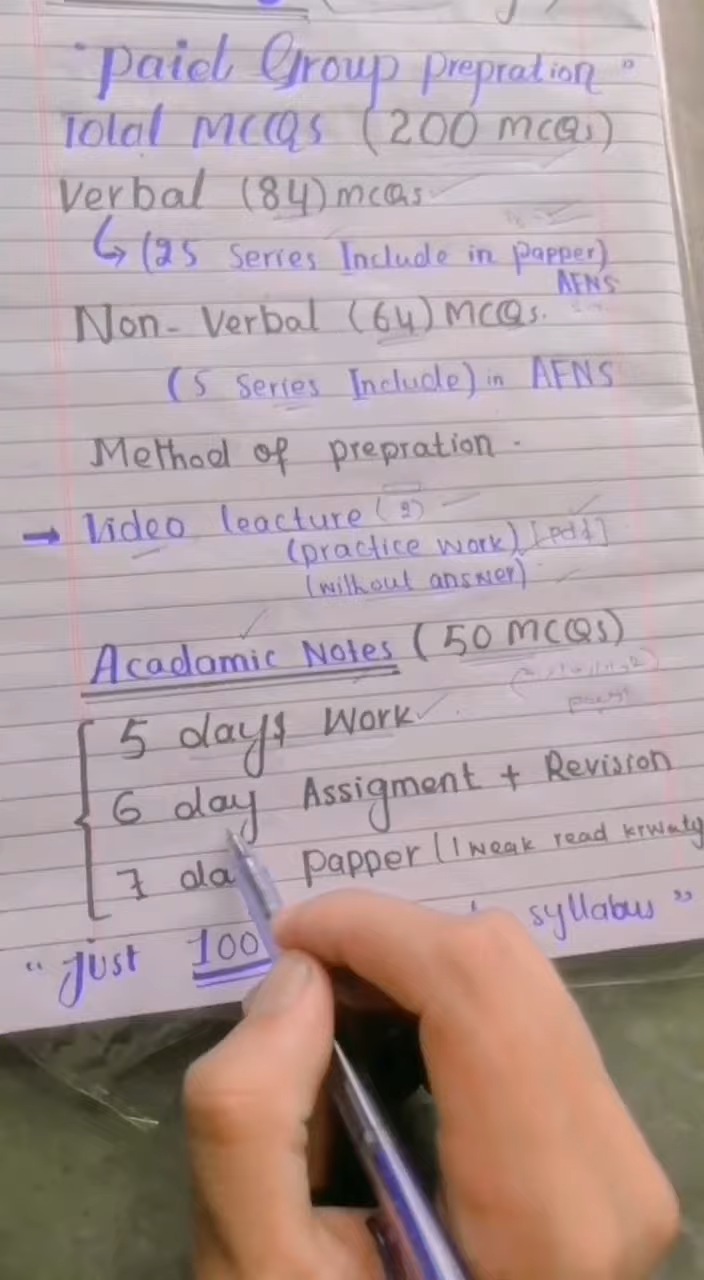 "paid Group prepration"
Total MCQS (200 mcqs)
Verbal (84) mcqs
↳ (25 Series Include in papper)
AFNS
Non-Verbal (64) MCQs.
(5 Series Include) in AFNS
Method of prepration.
→ Video leacture (2)
(practice work) [pdf]
(without answer)
Acadamic Notes (50 MCQS)
5 days Work
6 day Assigment + Revision
7 da papper (1 weak read krwaty
"just 100 syllabus"